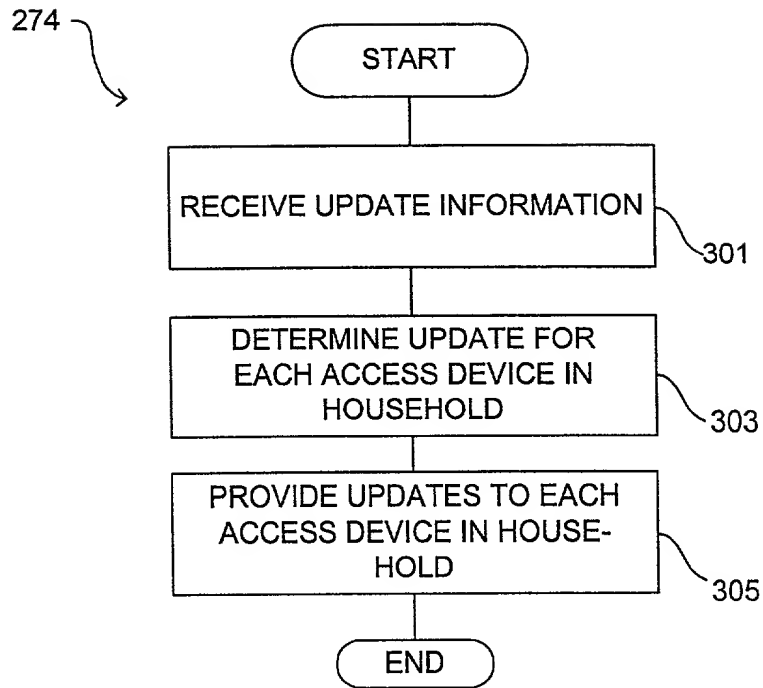 274
START
RECEIVE UPDATE INFORMATION
301
DETERMINE UPDATE FOR
EACH ACCESS DEVICE IN
HOUSEHOLD
303
PROVIDE UPDATES TO EACH
ACCESS DEVICE IN HOUSE-
HOLD
305
END